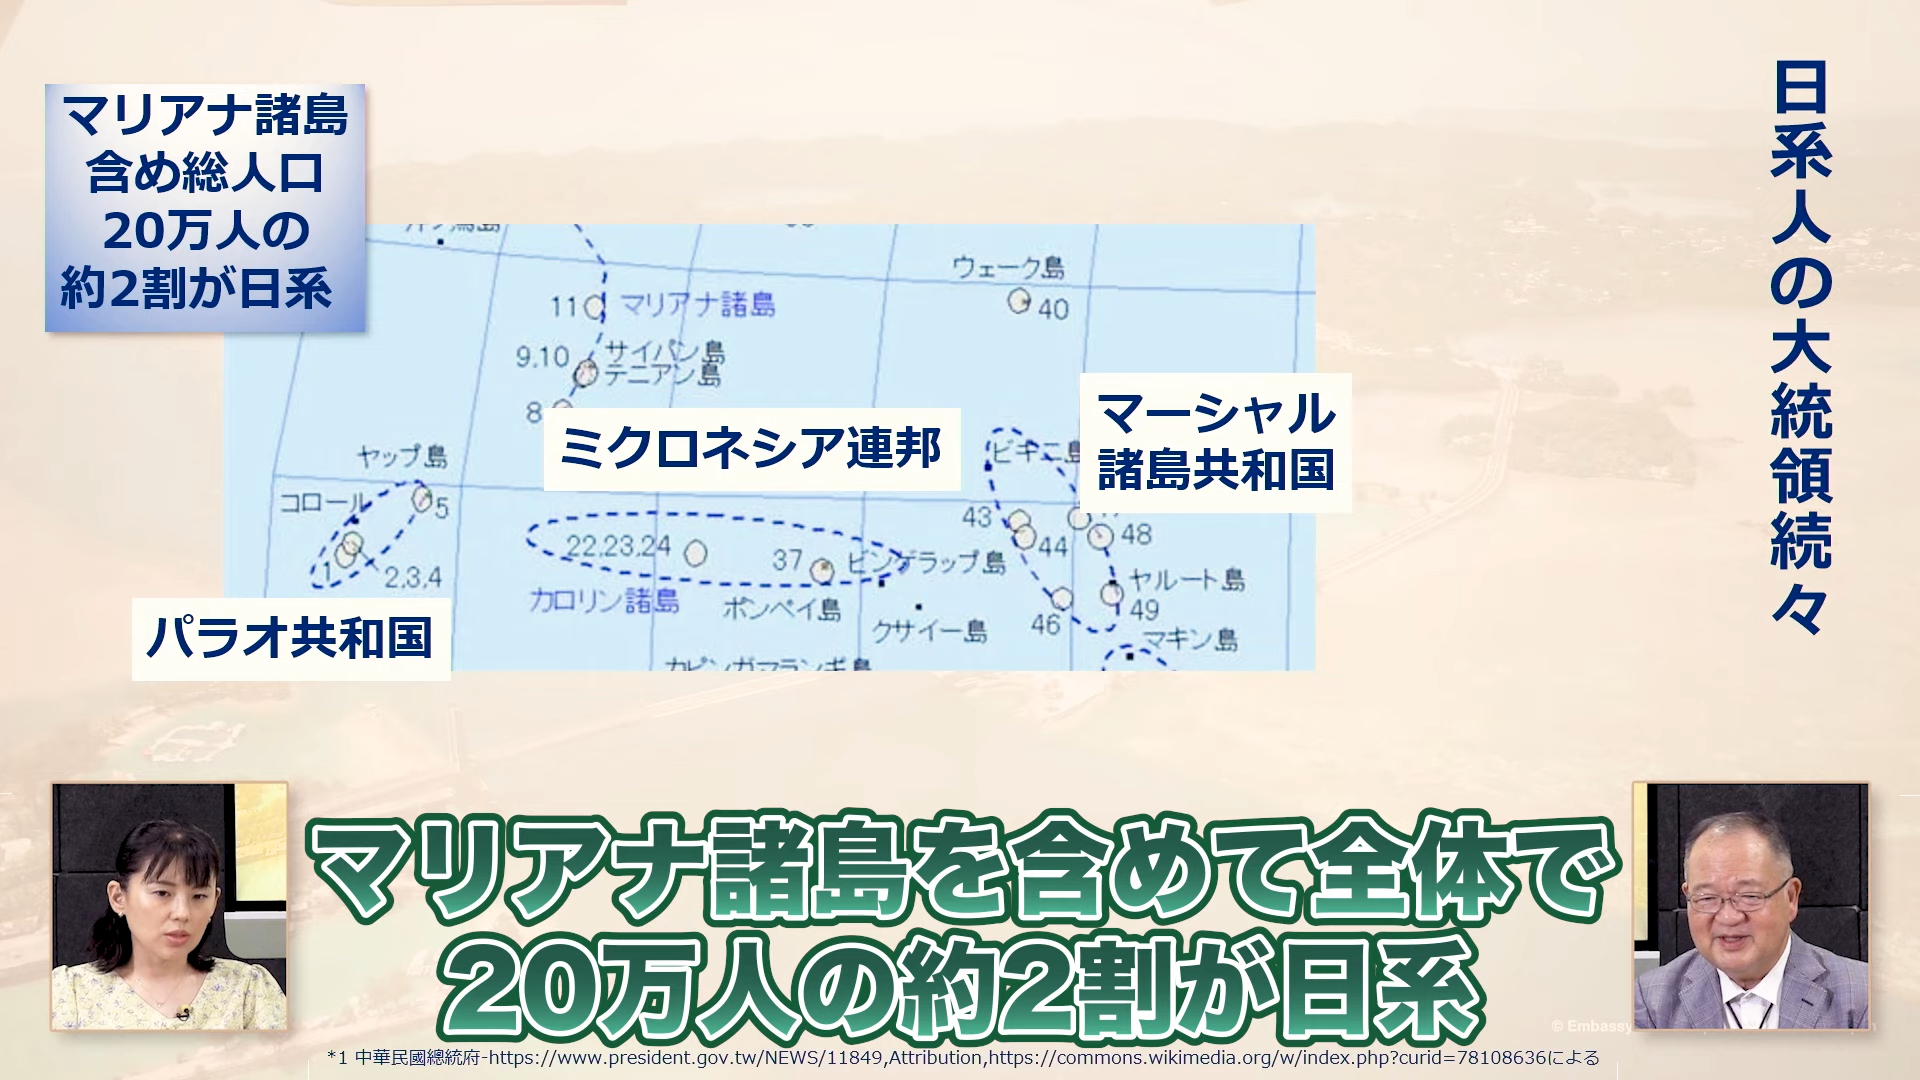 マリアナ諸島
含め総人口
20万人の
約2割が日系
日系人の大統領続々
ウェーク島
40
11
マリアナ諸島
9,10
サイパン島
テニアン島
8
ミクロネシア連邦
マーシャル
諸島共和国
ビキニ島
ヤップ島
コロール
5
43
44
48
22,23,24
37
ピンゲラップ島
1
2,3,4
ヤルート島
カロリン諸島
ポンペイ島
49
46
クサイー島
マキン島
パラオ共和国
カピンガマランギ島
マリアナ諸島を含めて全体で
20万人の約2割が日系
© Embassy
*1 中華民國總統府-https://www.president.gov.tw/NEWS/11849,Attribution,https://commons.wikimedia.org/w/index.php?curid=78108636による